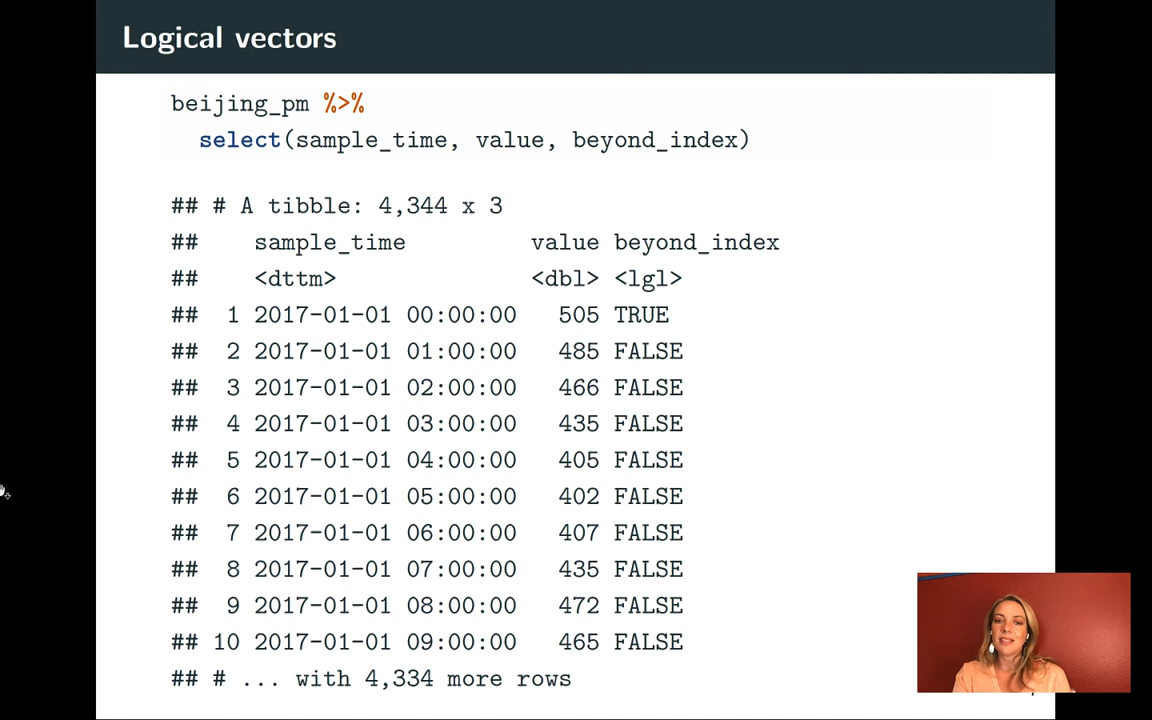 Logical vectors
beijing_pm %>%
select(sample_time, value, beyond_index)
## # A tibble: 4,344 x 3
## sample_time value beyond_index
## <dttm> <dbl> <lgl>
## 1 2017-01-01 00:00:00 505 TRUE
## 2 2017-01-01 01:00:00 485 FALSE
## 3 2017-01-01 02:00:00 466 FALSE
## 4 2017-01-01 03:00:00 435 FALSE
## 5 2017-01-01 04:00:00 405 FALSE
## 6 2017-01-01 05:00:00 402 FALSE
## 7 2017-01-01 06:00:00 407 FALSE
## 8 2017-01-01 07:00:00 435 FALSE
## 9 2017-01-01 08:00:00 472 FALSE
## 10 2017-01-01 09:00:00 465 FALSE
## # ... with 4,334 more rows